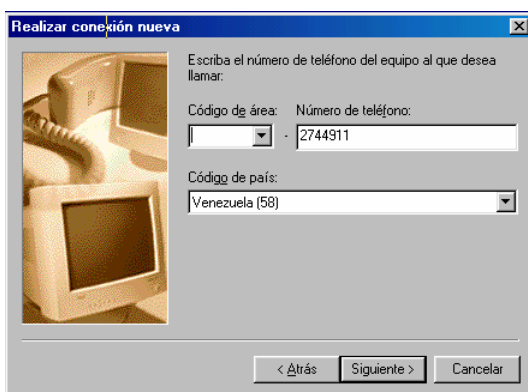 Realizar conexión nueva
Escriba el número de teléfono del equipo al que desea
llamar:
Código de área: Número de teléfono:
- 2744911
Código de país:
Venezuela (58)
< Atrás Siguiente > Cancelar